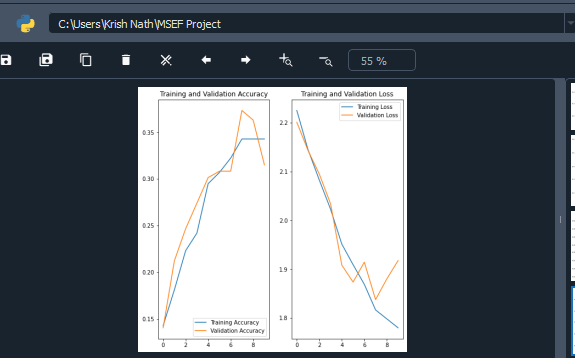 C:\Users\Krish Nath\MSEF Project
55 %
Training and Validation Accuracy
0.35
0.30
0.25
0.20
0.15
0 2 4 6 8
Training Accuracy
Validation Accuracy
Training and Validation Loss
2.2
2.1
2.0
1.9
1.8
0 2 4 6 8
Training Loss
Validation Loss